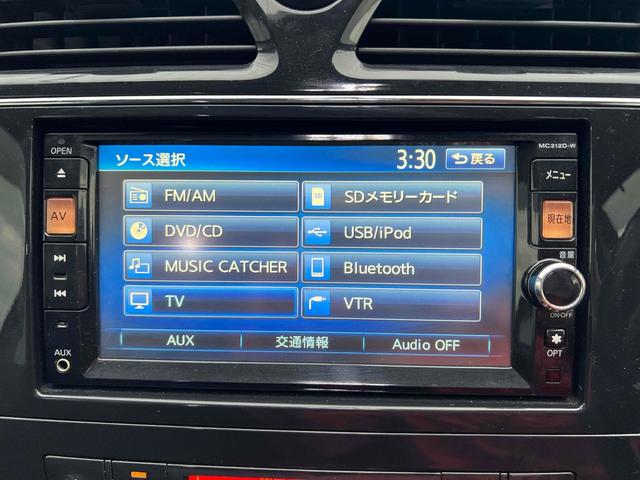 OPEN
MC312D-W
ソース選択
3:30
戻る
メニュー
AV
現在地
FM/AM
SDメモリーカード
DVD/CD
USB/iPod
MUSIC CATCHER
Bluetooth
TV
VTR
音量
ON·OFF
AUX
交通情報
Audio OFF
AUX
OPT